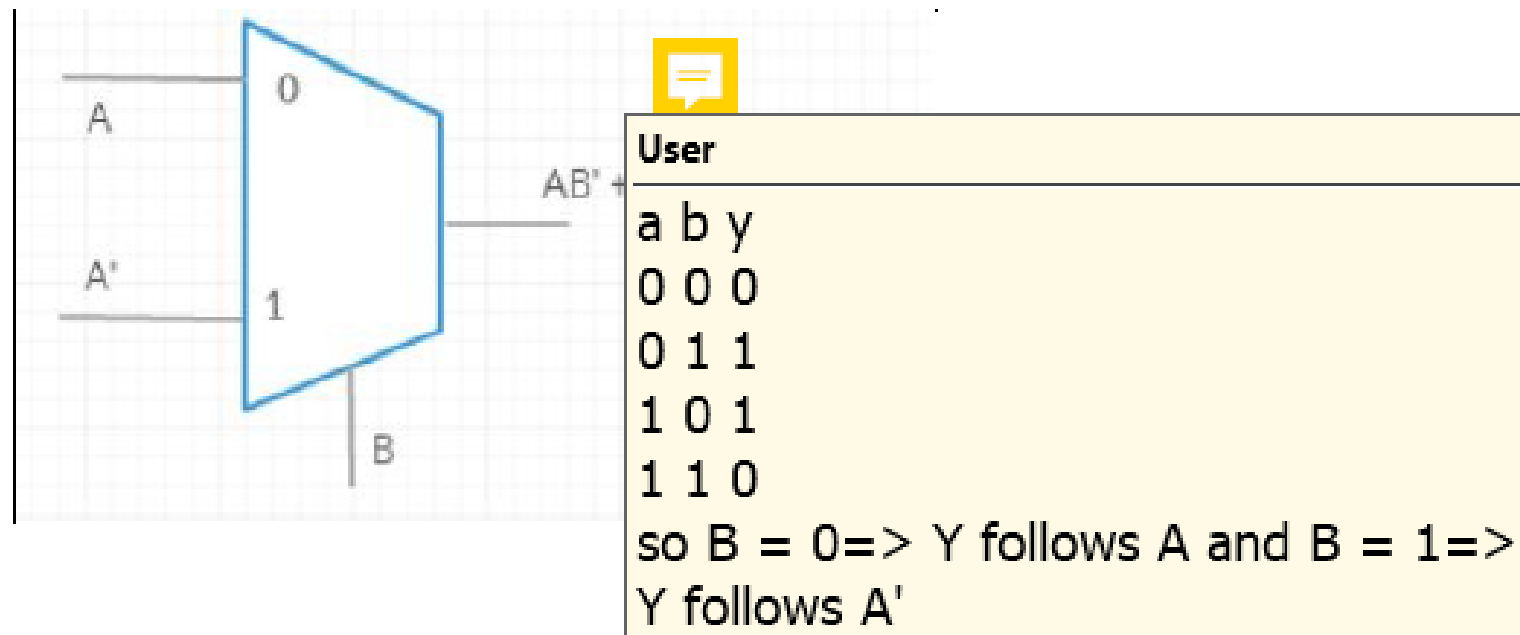 0
A
AB' +
A'
1
B
User
a b y
0 0 0
0 1 1
1 0 1
1 1 0
so B = 0=> Y follows A and B = 1=>
Y follows A'